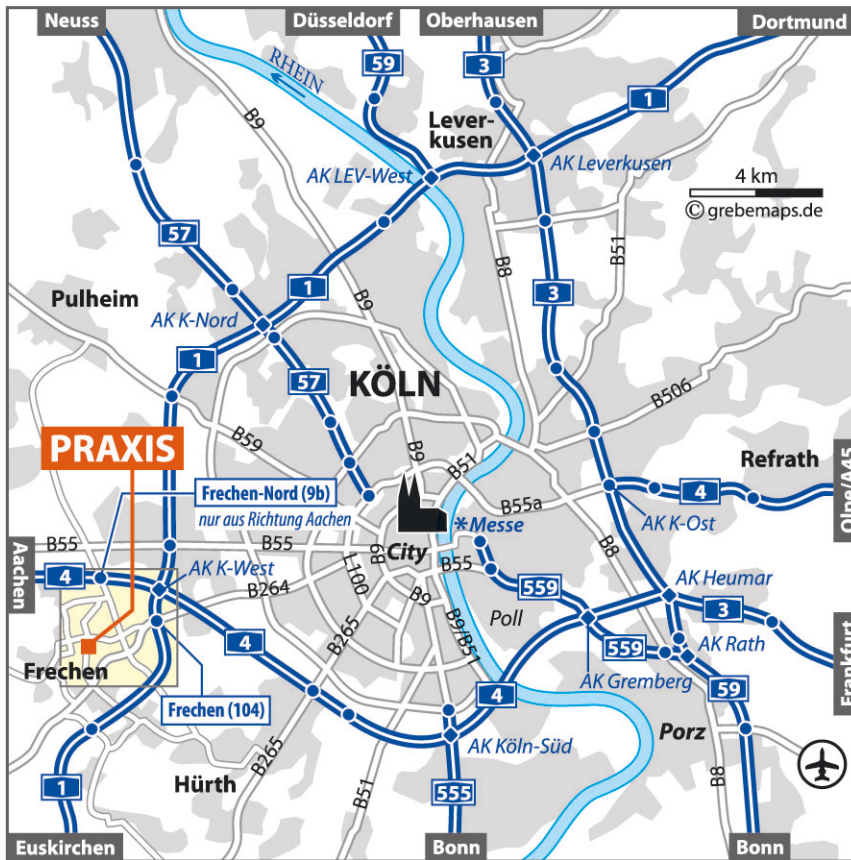 Neuss
Düsseldorf
Oberhausen
Dortmund
59
RHEIN
3
1
B9
Lever-
kusen
AK LEV-West
AK Leverkusen
4 km
© grebemaps.de
57
B51
B8
Pulheim
1
B9
3
AK K-Nord
1
57
KÖLN
B506
B59
PRAXIS
B9
B51
Refrath
Olpe/A45
Frechen-Nord (9b)
nur aus Richtung Aachen
B55a
4
AK K-Ost
*Messe
City
Aachen
B55
B55
B9
L100
B55
B8
4
AK K-West
B264
B9
559
AK Heumar
3
Poll
B9/B51
B265
4
559
AK Rath
Frankfurt
Frechen
AK Gremberg
59
4
Frechen (104)
AK Köln-Süd
Porz
B265
Hürth
B51
B8
1
555
Euskirchen
Bonn
Bonn